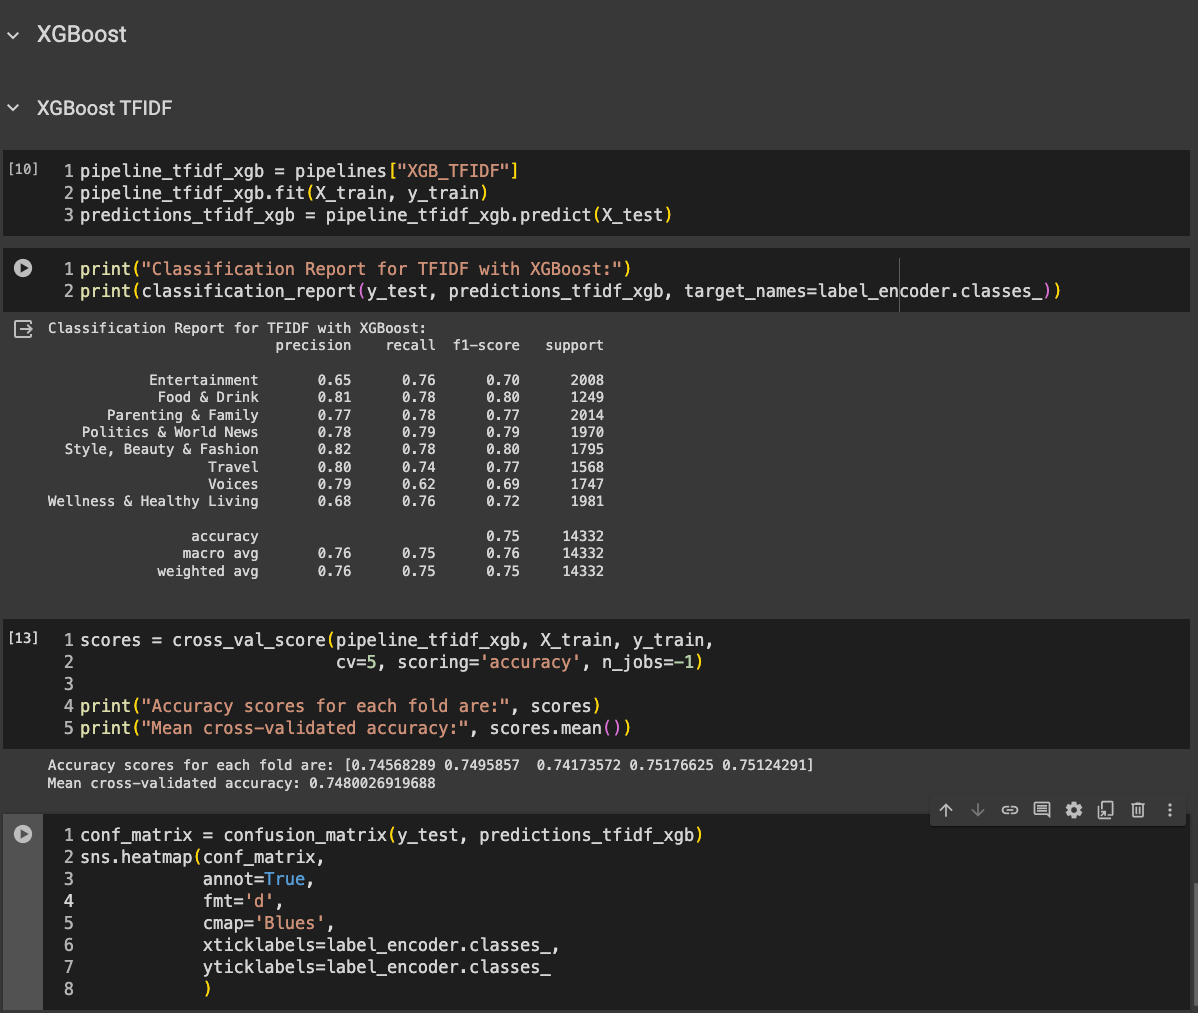 XGBoost
XGBoost TFIDF
[10]
1 pipeline_tfidf_xgb = pipelines["XGB_TFIDF"]
2 pipeline_tfidf_xgb.fit(X_train, y_train)
3 predictions_tfidf_xgb = pipeline_tfidf_xgb.predict(X_test)
1 print("Classification Report for TFIDF with XGBoost:")
2 print(classification_report(y_test, predictions_tfidf_xgb, target_names=label_encoder.classes_))
Classification Report for TFIDF with XGBoost:
precision recall f1-score support
Entertainment 0.65 0.76 0.70 2008
Food & Drink 0.81 0.78 0.80 1249
Parenting & Family 0.77 0.78 0.77 2014
Politics & World News 0.78 0.79 0.79 1970
Style, Beauty & Fashion 0.82 0.78 0.80 1795
Travel 0.80 0.74 0.77 1568
Voices 0.79 0.62 0.69 1747
Wellness & Healthy Living 0.68 0.76 0.72 1981
accuracy 0.75 14332
macro avg 0.76 0.75 0.76 14332
weighted avg 0.76 0.75 0.75 14332
[13]
1 scores = cross_val_score(pipeline_tfidf_xgb, X_train, y_train,
2 cv=5, scoring='accuracy', n_jobs=-1)
3
4 print("Accuracy scores for each fold are:", scores)
5 print("Mean cross-validated accuracy:", scores.mean())
Accuracy scores for each fold are: [0.74568289 0.7495857 0.74173572 0.75176625 0.75124291]
Mean cross-validated accuracy: 0.7480026919688
1 conf_matrix = confusion_matrix(y_test, predictions_tfidf_xgb)
2 sns.heatmap(conf_matrix,
3 annot=True,
4 fmt='d',
5 cmap='Blues',
6 xticklabels=label_encoder.classes_,
7 yticklabels=label_encoder.classes_
8 )